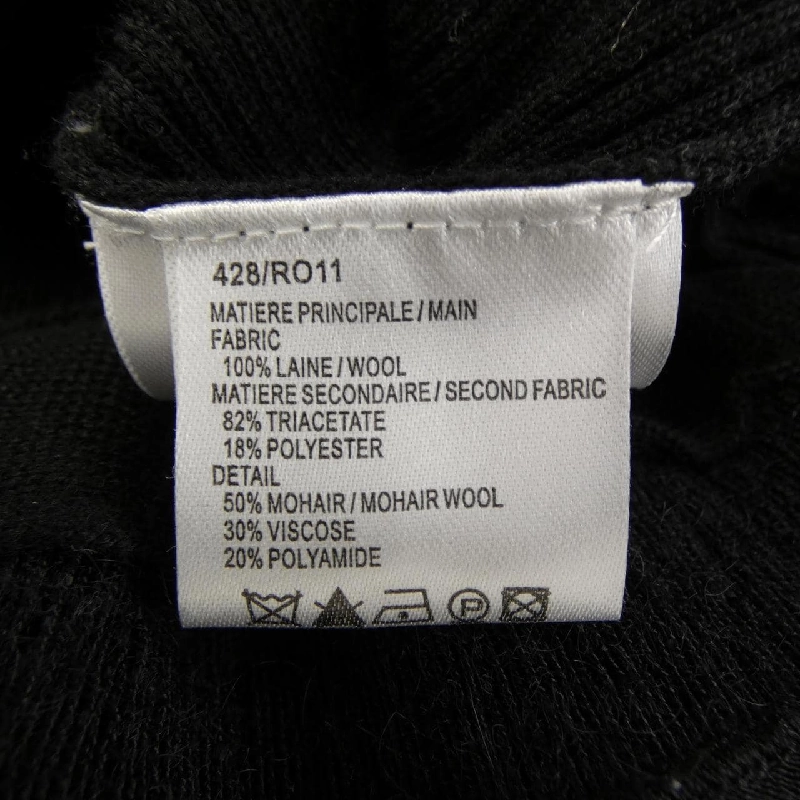 428/RO11
MATIERE PRINCIPALE / MAIN
FABRIC
100% LAINE / WOOL
MATIERE SECONDAIRE / SECOND FABRIC
82% TRIACETATE
18% POLYESTER
DETAIL
50% MOHAIR / MOHAIR WOOL
30% VISCOSE
20% POLYAMIDE
P